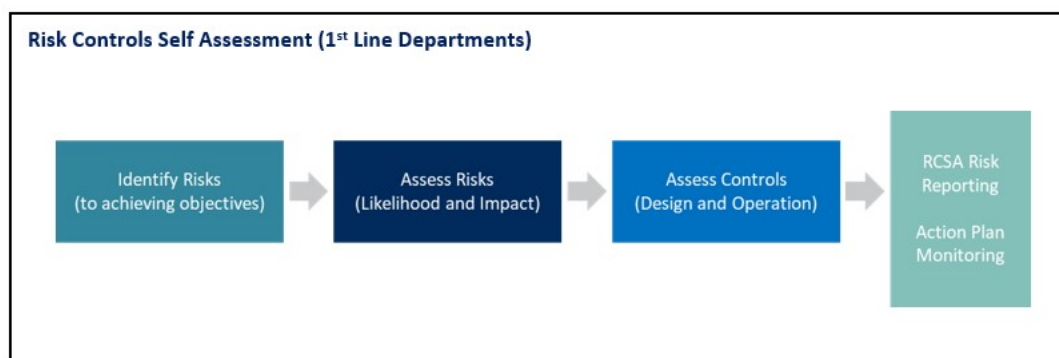 Risk Controls Self Assessment (1st Line Departments)
Identify Risks
(to achieving objectives)
Assess Risks
(Likelihood and Impact)
Assess Controls
(Design and Operation)
RCSA Risk
Reporting
Action Plan
Monitoring